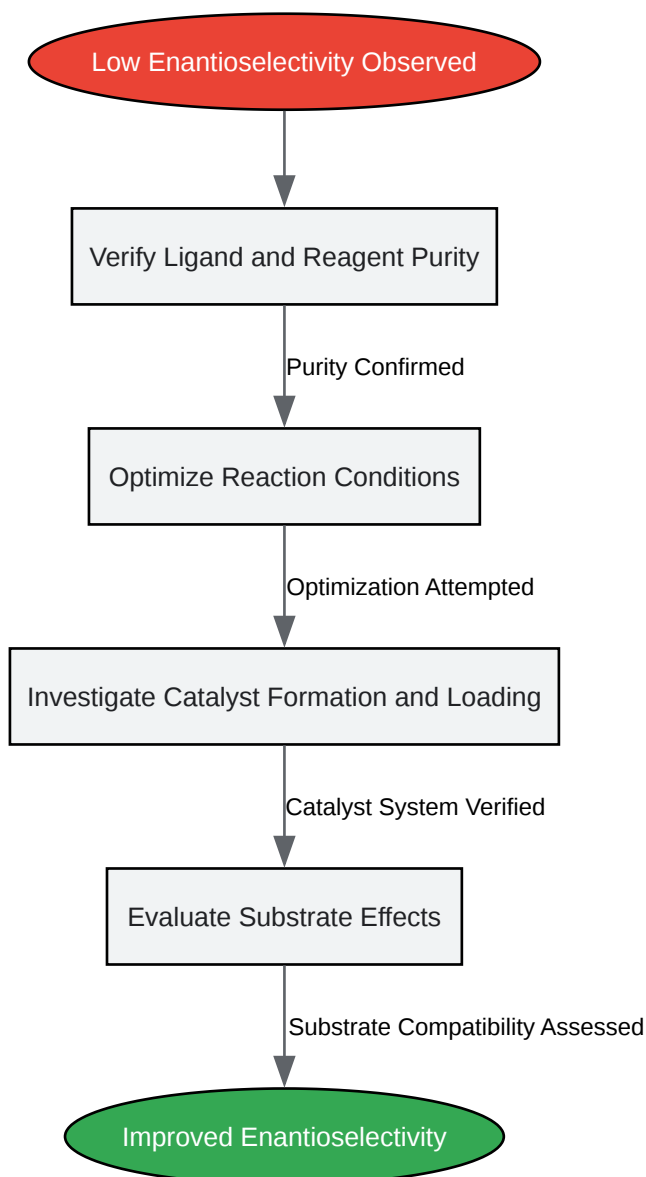 Low Enantioselectivity Observed
Verify Ligand and Reagent Purity
Purity Confirmed
Optimize Reaction Conditions
Optimization Attempted
Investigate Catalyst Formation and Loading
Catalyst System Verified
Evaluate Substrate Effects
Substrate Compatibility Assessed
Improved Enantioselectivity